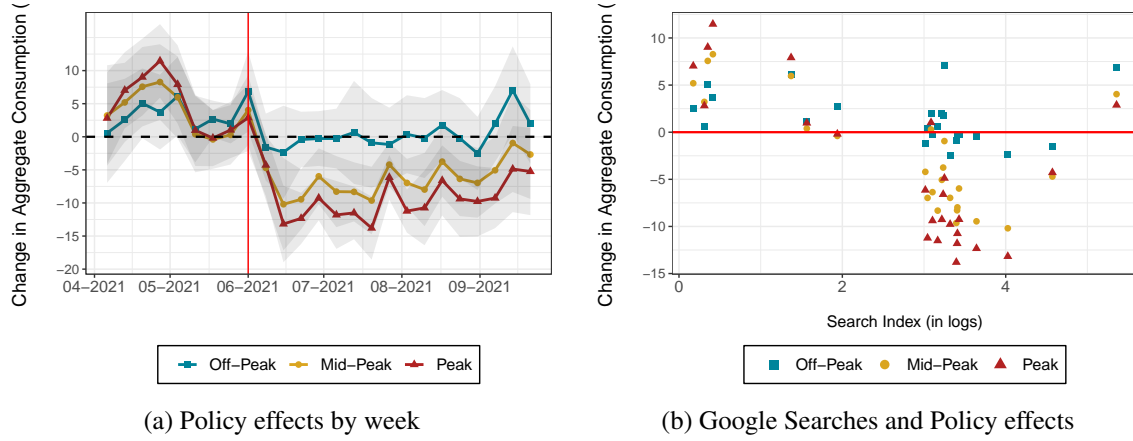 Change in Aggregate Consumption (
10
5
0
−5
−10
−15
−20
04−2021 05−2021 06−2021 07−2021 08−2021 09−2021
Off−Peak Mid−Peak Peak
(a) Policy effects by week
Change in Aggregate Consumption (
10
5
0
−5
−10
−15
0 2 4
Search Index (in logs)
Off−Peak Mid−Peak Peak
(b) Google Searches and Policy effects